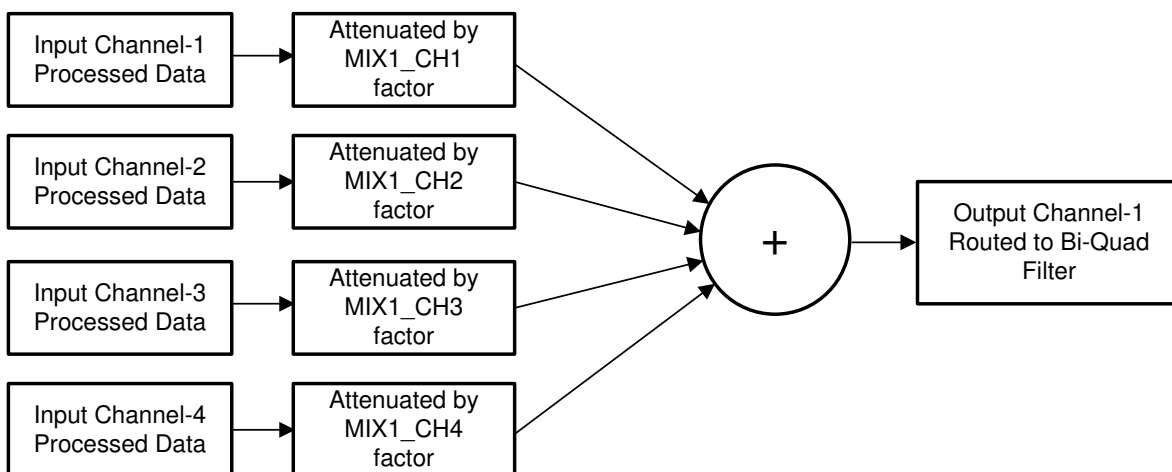 Input Channel-1
Processed Data
Attenuated by
MIX1_CH1
factor
Input Channel-2
Processed Data
Attenuated by
MIX1_CH2
factor
Input Channel-3
Processed Data
Attenuated by
MIX1_CH3
factor
Input Channel-4
Processed Data
Attenuated by
MIX1_CH4
factor
+
Output Channel-1
Routed to Bi-Quad
Filter